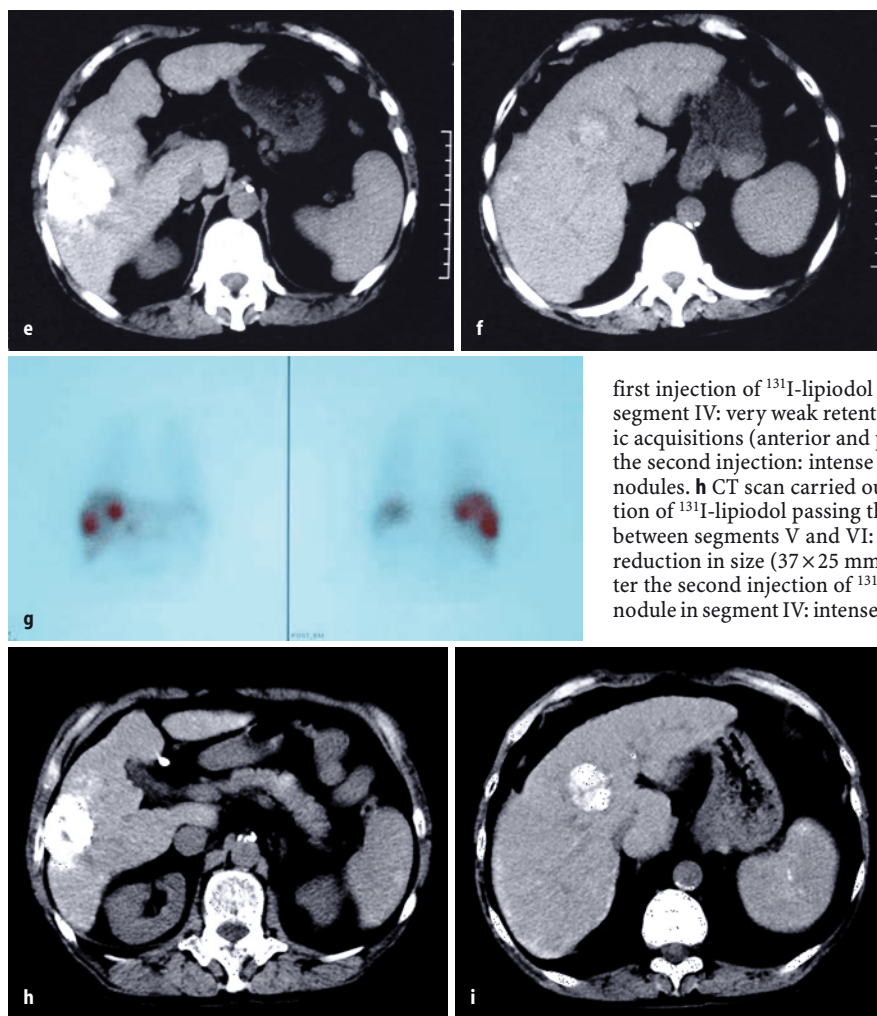 e
f
first injection of ¹³¹I-lipiodol
segment IV: very weak retent
ic acquisitions (anterior and p
the second injection: intense
nodules. h CT scan carried ou
tion of ¹³¹I-lipiodol passing th
between segments V and VI:
reduction in size (37 × 25 mm
ter the second injection of ¹³¹
nodule in segment IV: intense
g
h
i